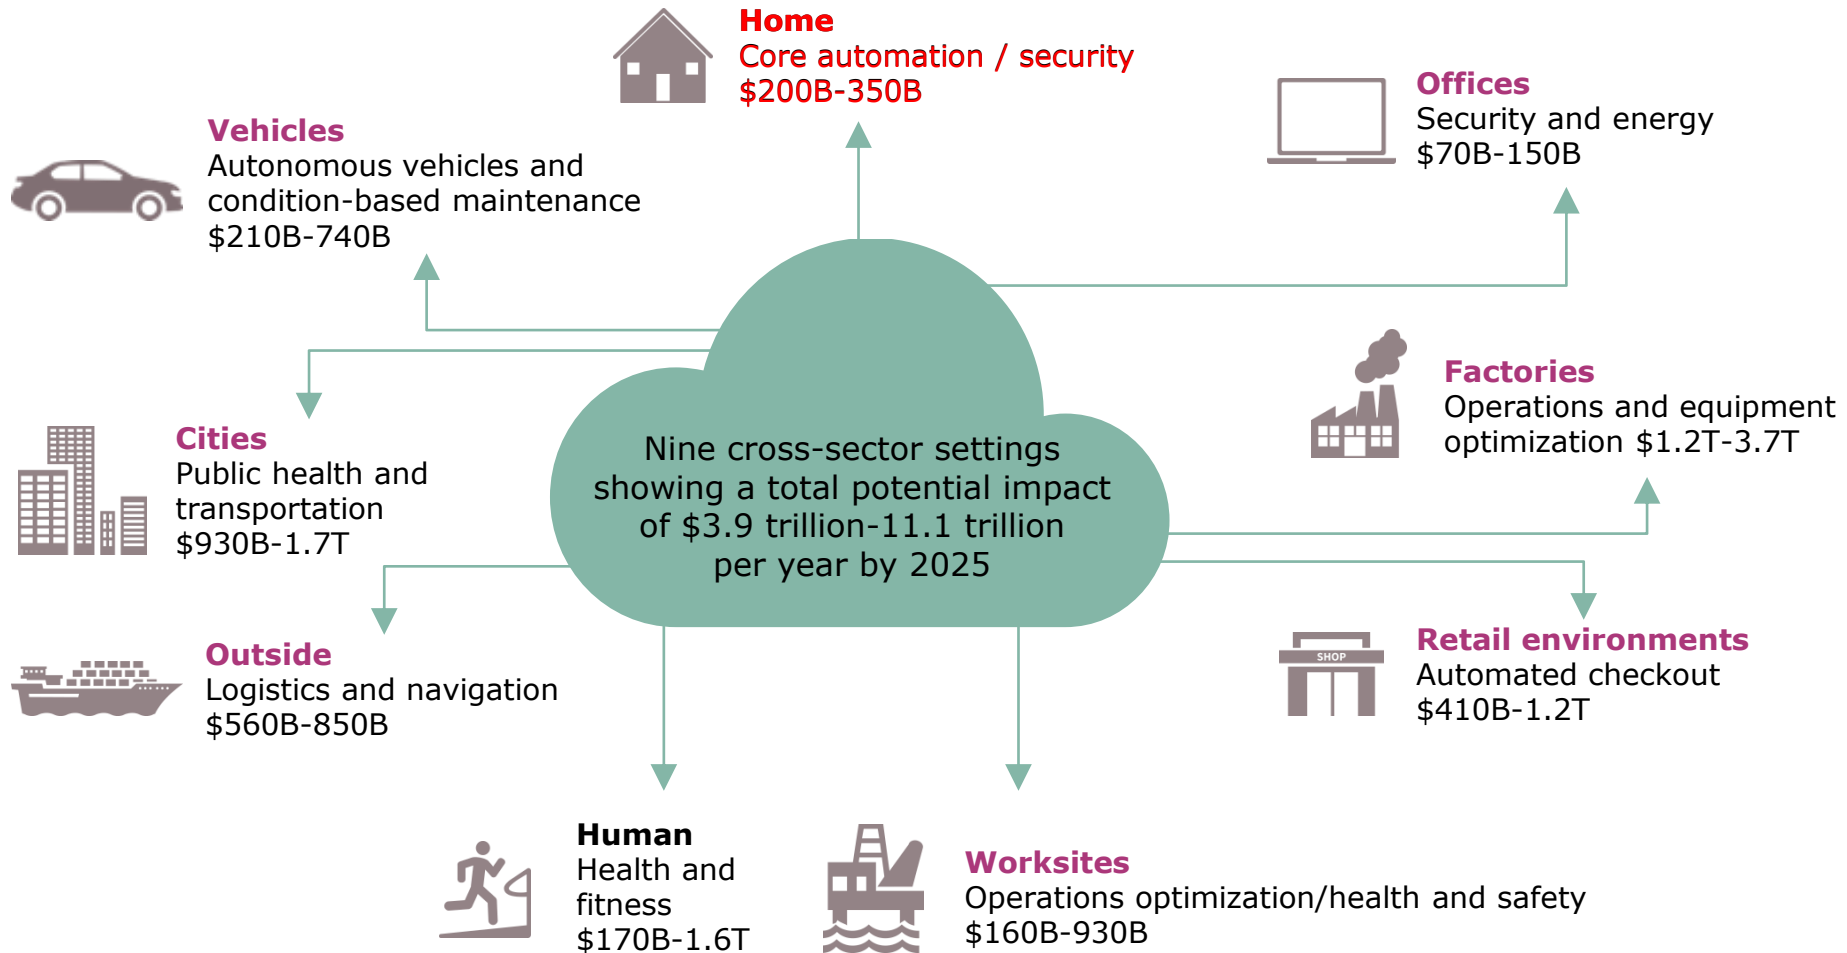 Home
Core automation / security
$200B-350B
Offices
Security and energy
$70B-150B
Vehicles
Autonomous vehicles and
condition-based maintenance
$210B-740B
Factories
Operations and equipment
optimization $1.2T-3.7T
Cities
Public health and
transportation
$930B-1.7T
Nine cross-sector settings
showing a total potential impact
of $3.9 trillion-11.1 trillion
per year by 2025
Outside
Logistics and navigation
$560B-850B
SHOP
Retail environments
Automated checkout
$410B-1.2T
Human
Health and
fitness
$170B-1.6T
Worksites
Operations optimization/health and safety
$160B-930B